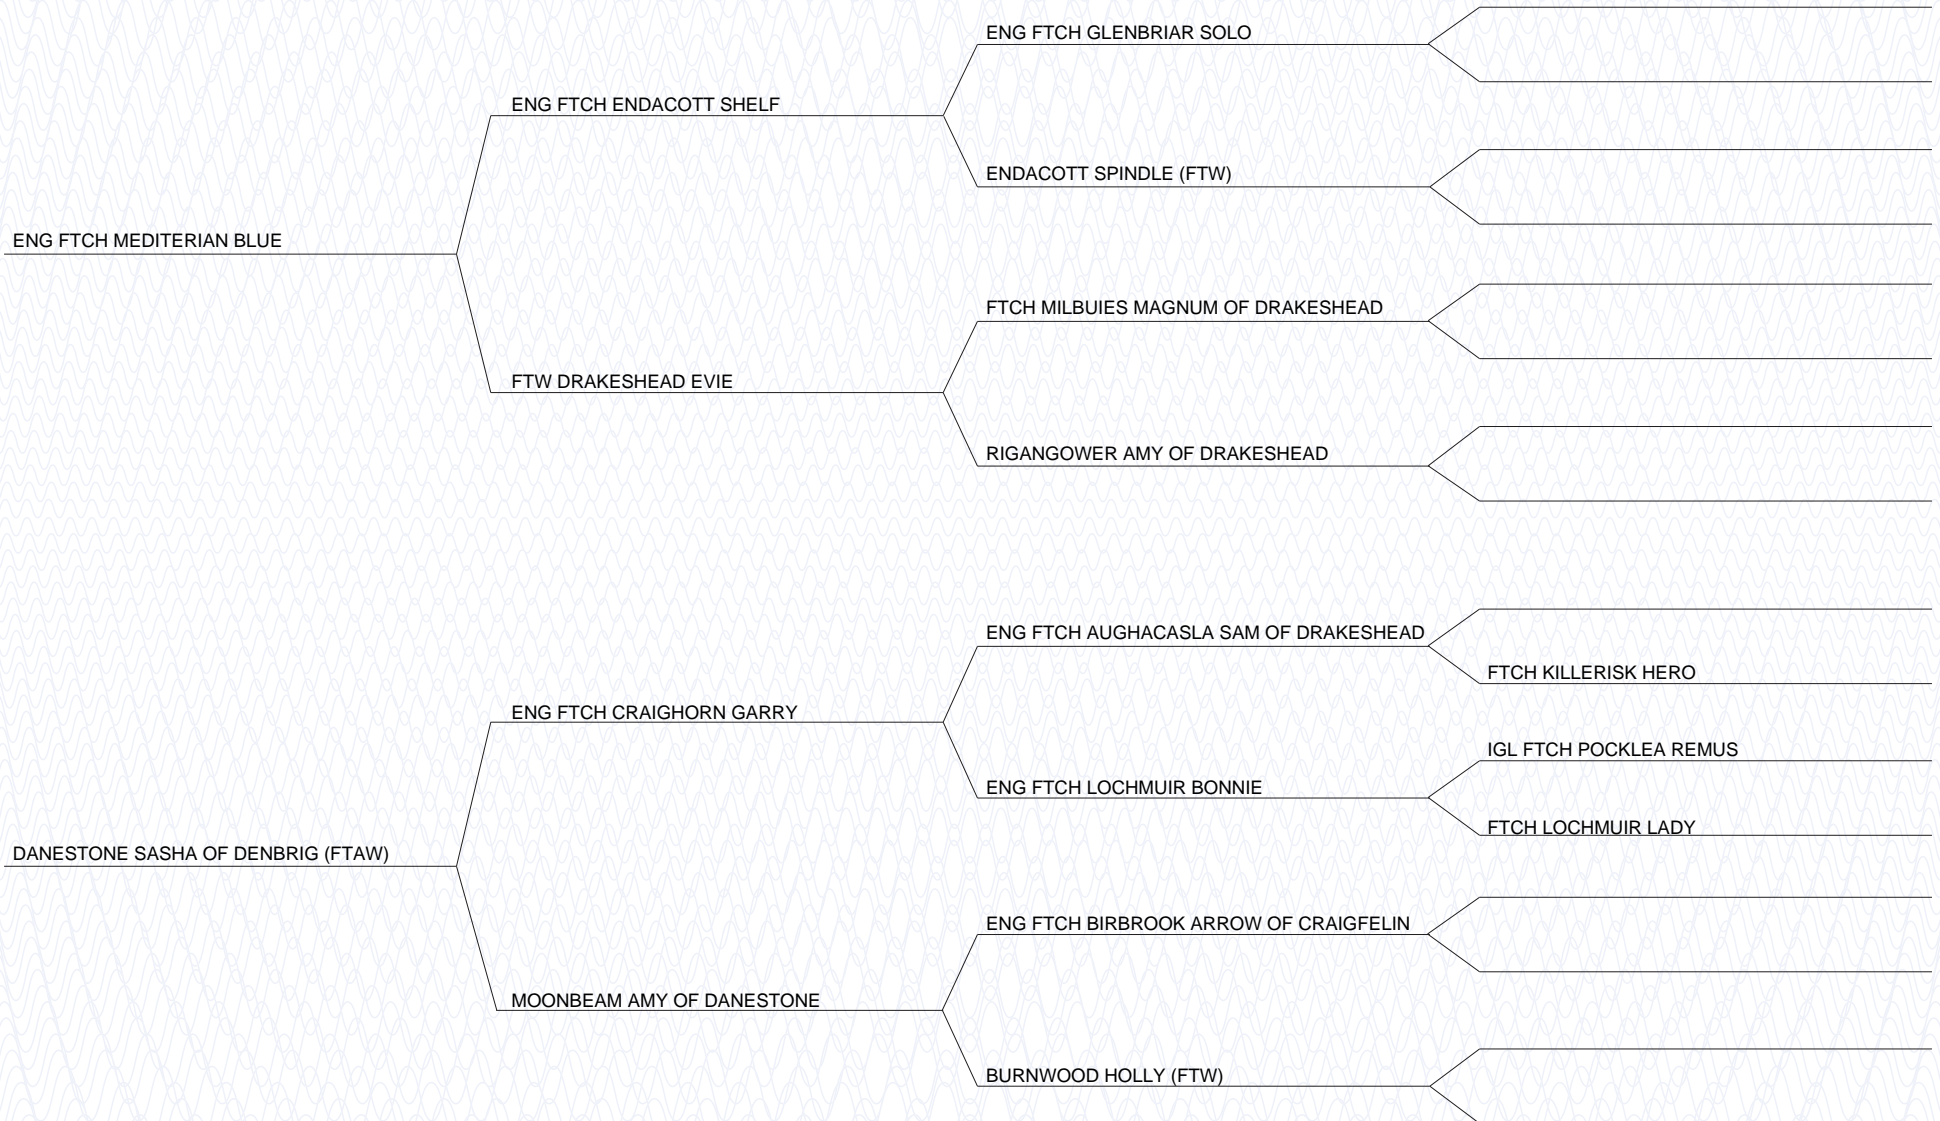 ENG FTCH GLENBRIAR SOLO
ENG FTCH ENDACOTT SHELF
ENDACOTT SPINDLE (FTW)
ENG FTCH MEDITERIAN BLUE
FTCH MILBUIES MAGNUM OF DRAKESHEAD
FTW DRAKESHEAD EVIE
RIGANGOWER AMY OF DRAKESHEAD
ENG FTCH AUGHACASLA SAM OF DRAKESHEAD
FTCH KILLERISK HERO
ENG FTCH CRAIGHORN GARRY
IGL FTCH POCKLEA REMUS
ENG FTCH LOCHMUIR BONNIE
FTCH LOCHMUIR LADY
DANESTONE SASHA OF DENBRIG (FTAW)
ENG FTCH BIRBROOK ARROW OF CRAIGFELIN
MOONBEAM AMY OF DANESTONE
BURNWOOD HOLLY (FTW)